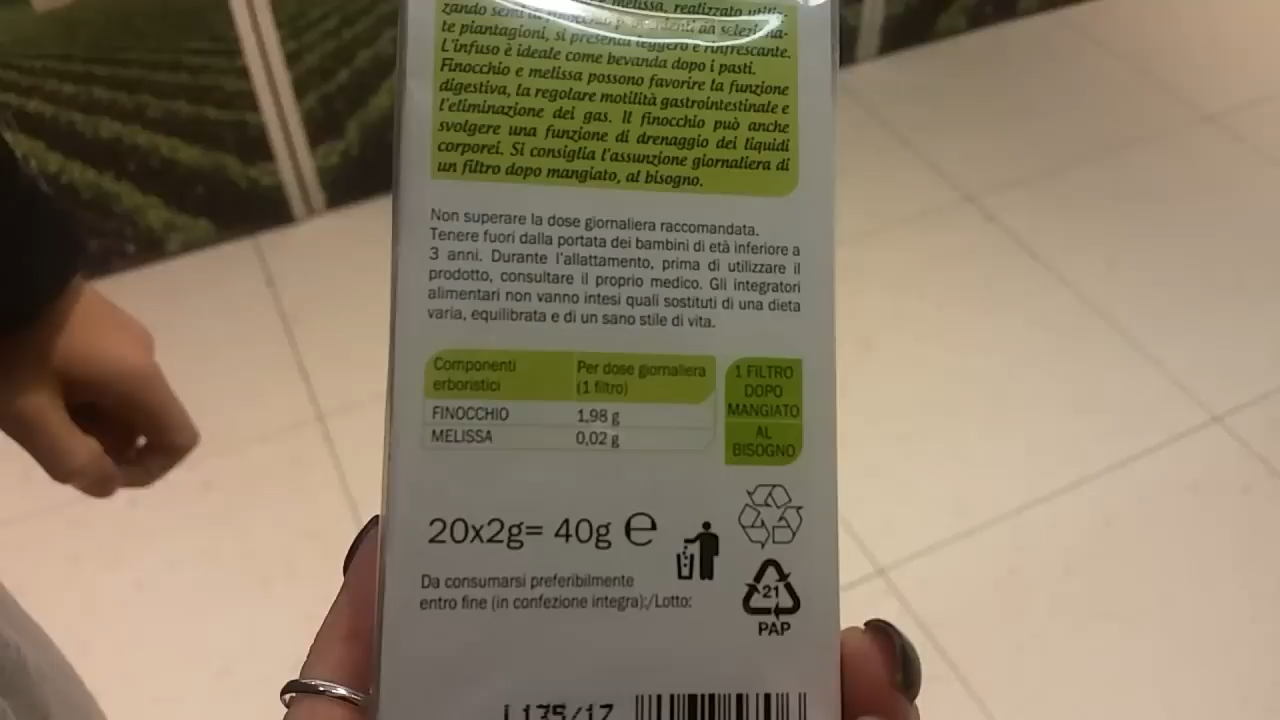 melissa, realizzato utiliz-
zando semi di finocchio provenienti da seleziona-
te piantagioni, si presenta leggero e rinfrescante.
L'infuso è ideale come bevanda dopo i pasti.
Finocchio e melissa possono favorire la funzione
digestiva, la regolare motilità gastrointestinale e
l'eliminazione dei gas. Il finocchio può anche
svolgere una funzione di drenaggio dei liquidi
corporei. Si consiglia l'assunzione giornaliera di
un filtro dopo mangiato, al bisogno.
Non superare la dose giornaliera raccomandata.
Tenere fuori dalla portata dei bambini di età inferiore a
3 anni. Durante l'allattamento, prima di utilizzare il
prodotto, consultare il proprio medico. Gli integratori
alimentari non vanno intesi quali sostituti di una dieta
varia, equilibrata e di un sano stile di vita.
Componenti erboristici
Per dose giornaliera (1 filtro)
FINOCCHIO 1,98 g
MELISSA 0,02 g
1 FILTRO
DOPO
MANGIATO
AL
BISOGNO
20x2g= 40g e
21
PAP
Da consumarsi preferibilmente
entro fine (in confezione integra):/Lotto:
L175/17